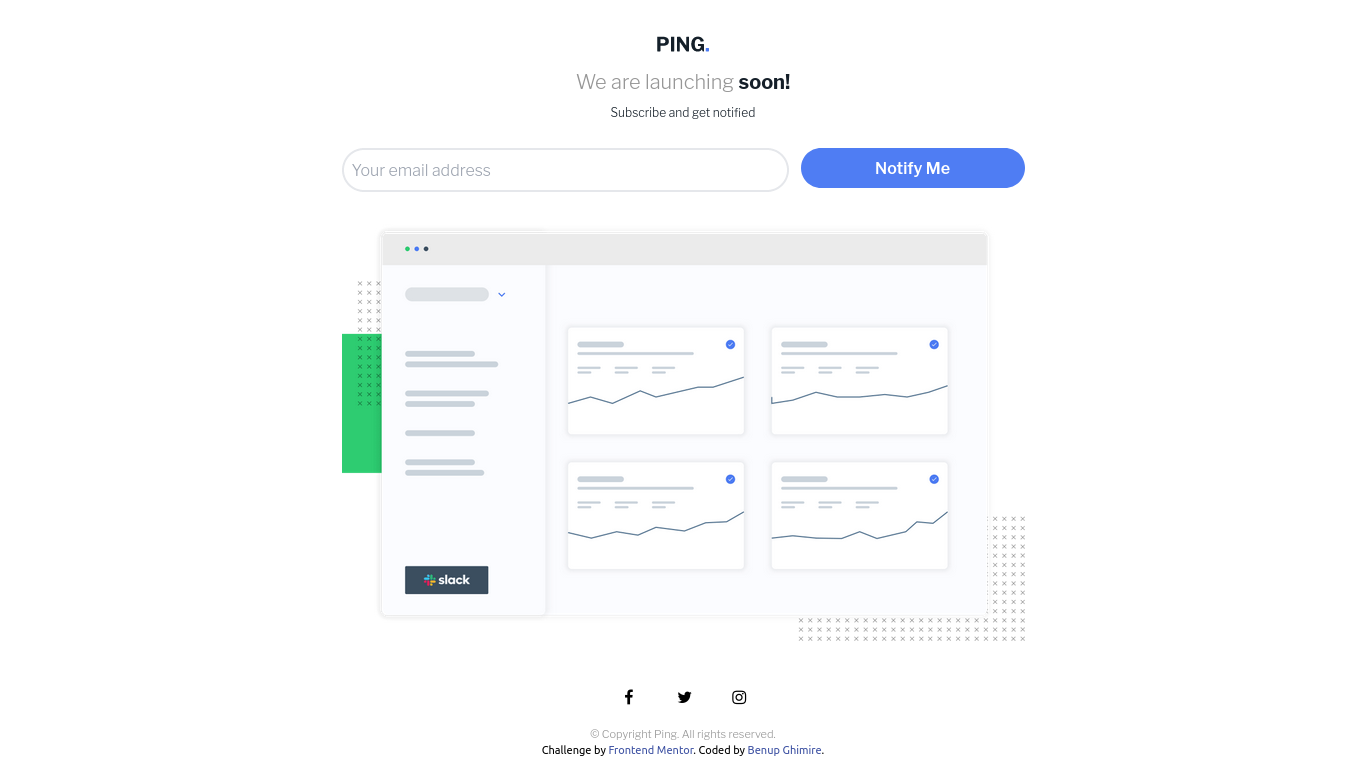 PING.
We are launching soon!
Subscribe and get notified
Your email address
Notify Me
slack
© Copyright Ping. All rights reserved.
Challenge by Frontend Mentor. Coded by Benup Ghimire.